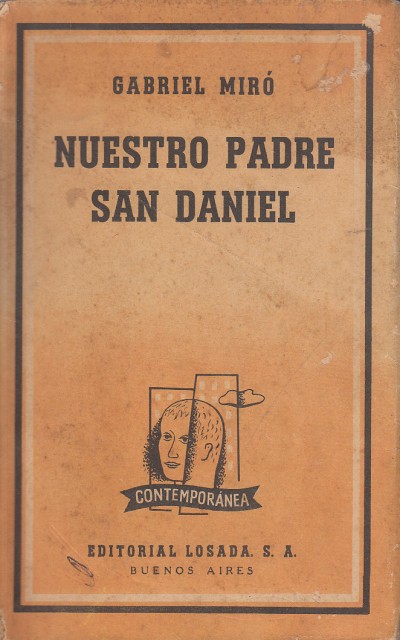 GABRIEL MIRÓ
NUESTRO PADRE
SAN DANIEL
CONTEMPORÁNEA
EDITORIAL LOSADA. S. A.
BUENOS AIRES